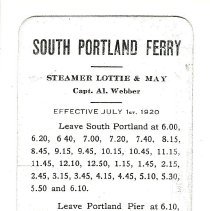 SOUTH PORTLAND FERRY
STEAMER LOTTIE & MAY
Capt. Al. Webber
EFFECTIVE JULY 1st. 1920
Leave South Portland at 6.00,
6.20, 6 40, 7.00, 7.20, 7.40, 8.15,
8.45, 9.15, 9.45, 10.15, 10.45, 11.15,
11.45, 12.10, 12.50, 1.15, 1.45, 2.15,
2.45, 3.15, 3.45, 4.15, 4.45, 5.10, 5.30,
5.50 and 6.10.
Leave Portland Pier at 6.10,